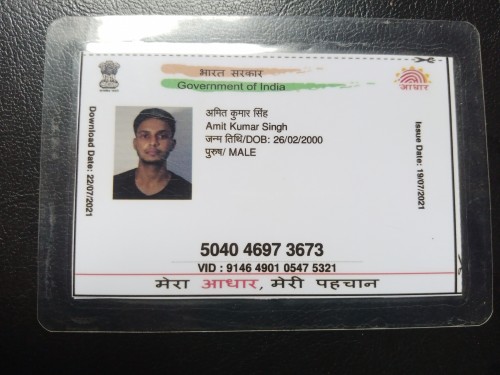 भारत सरकार
Government of India
आधार
अमित कुमार सिंह
Amit Kumar Singh
जन्म तिथि/DOB: 26/02/2000
पुरुष/ MALE
Download Date: 22/07/2021
Issue Date: 19/07/2021
5040 4697 3673
VID : 9146 4901 0547 5321
मेरा आधार, मेरी पहचान